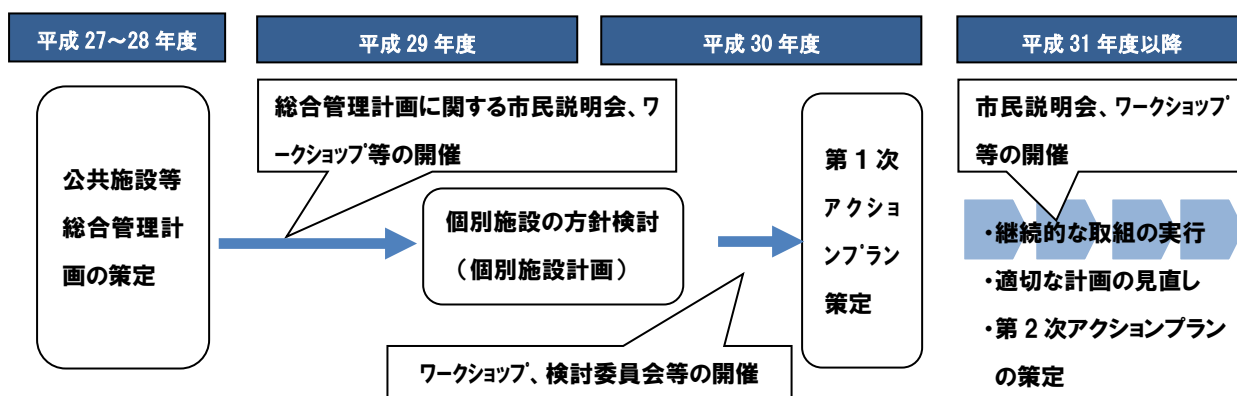 平成 27～28 年度
平成 29 年度
平成 30 年度
平成 31 年度以降
公共施設等
総合管理計
画の策定
総合管理計画に関する市民説明会、ワ
ークショップ等の開催
個別施設の方針検討
（個別施設計画）
ワークショップ、検討委員会等の開催
第１次
アクショ
ンプラン
策定
市民説明会、ワークショップ
等の開催
・継続的な取組の実行
・適切な計画の見直し
・第２次アクションプラン
の策定